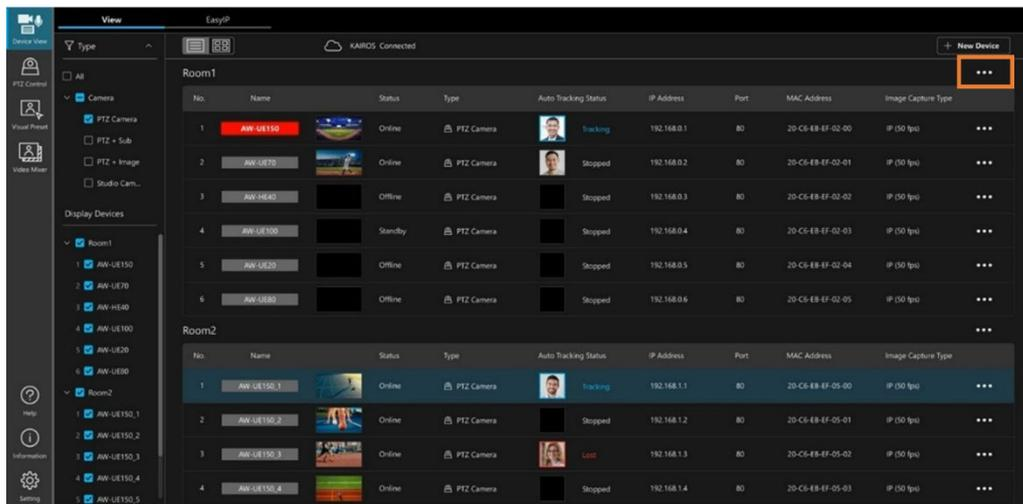 View EasyIP
Device View
PTZ Control
Visual Preset
Video Mixer
Help
Information
Setting
Type
All
Camera
PTZ Camera
PTZ + Sub
PTZ + Image
Studio Cam...
Display Devices
Room1
1 AW-UE150
2 AW-UE70
3 AW-HE40
4 AW-UE100
5 AW-UE20
6 AW-UE80
Room2
1 AW-UE150_1
2 AW-UE150_2
3 AW-UE150_3
4 AW-UE150_4
5 AW-UE150_5
KAIROS Connected + New Device
Room1
No. Name Status Type Auto Tracking Status IP Address Port MAC Address Image Capture Type
1 AW-UE150 Online PTZ Camera Tracking 192.168.0.1 80 20-C6-EB-EF-02-00 IP (50 fps)
2 AW-UE70 Online PTZ Camera Stopped 192.168.0.2 80 20-C6-EB-EF-02-01 IP (50 fps)
3 AW-HE40 Offline PTZ Camera Stopped 192.168.0.3 80 20-C6-EB-EF-02-02 IP (50 fps)
4 AW-UE100 Standby PTZ Camera Stopped 192.168.0.4 80 20-C6-EB-EF-02-03 IP (50 fps)
5 AW-UE20 Offline PTZ Camera Stopped 192.168.0.5 80 20-C6-EB-EF-02-04 IP (50 fps)
6 AW-UE80 Offline PTZ Camera Stopped 192.168.0.6 80 20-C6-EB-EF-02-05 IP (50 fps)
Room2
No. Name Status Type Auto Tracking Status IP Address Port MAC Address Image Capture Type
1 AW-UE150_1 Online PTZ Camera Tracking 192.168.1.1 80 20-C6-EB-EF-05-00 IP (50 fps)
2 AW-UE150_2 Online PTZ Camera Stopped 192.168.1.2 80 20-C6-EB-EF-05-01 IP (50 fps)
3 AW-UE150_3 Online PTZ Camera Lost 192.168.1.3 80 20-C6-EB-EF-05-02 IP (50 fps)
4 AW-UE150_4 Online PTZ Camera Stopped 192.168.1.4 80 20-C6-EB-EF-05-03 IP (50 fps)